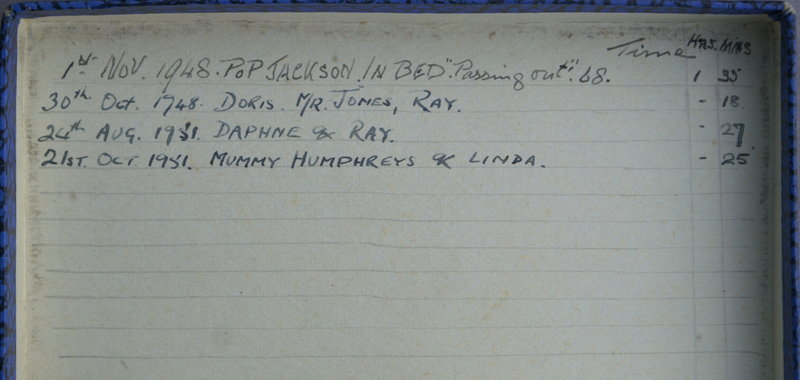 Time HRS. MINS
1st Nov. 1948. POP JACKSON. IN BED "Passing out". 68. 1 35
30th Oct. 1948. DORIS. MR. JONES, RAY. - 18.
24th AUG. 1951. DAPHNE & RAY. - 27
21ST. OCT. 1951. MUMMY HUMPHREYS & LINDA. - 25